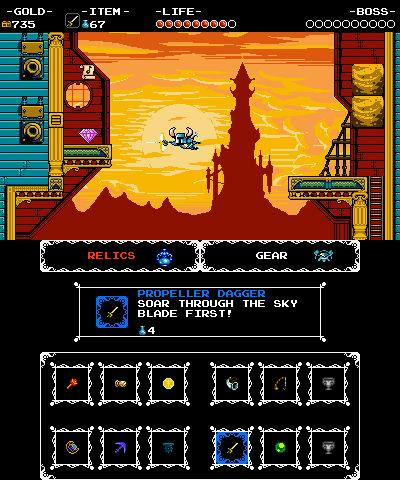 -GOLD- -ITEM- -LIFE- -BOSS-
735 67
RELICS GEAR
PROPELLER DAGGER
SOAR THROUGH THE SKY
BLADE FIRST!
4